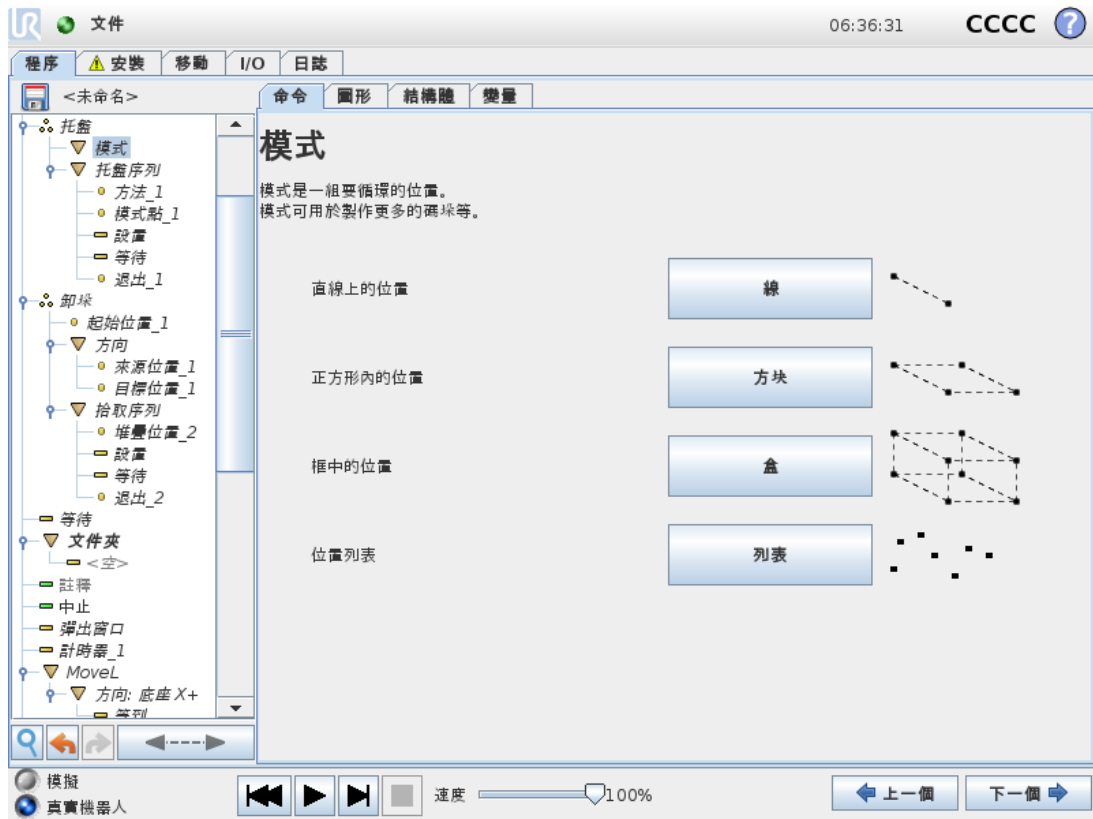 UR 文件 06:36:31 CCCC ?
程序 安裝 移動 I/O 日誌
<未命名> 命令 圖形 結構體 變量
托盤
模式
托盤序列
方法_1
模式點_1
設置
等待
退出_1
卸垛
起始位置_1
方向
來源位置_1
目標位置_1
拾取序列
堆疊位置_2
設置
等待
退出_2
等待
文件夾
<空>
註釋
中止
彈出窗口
計時器_1
MoveL
方向: 底座 X+
等到
模式
模式是一組要循環的位置。
模式可用於製作更多的碼垛等。
直線上的位置 線
正方形內的位置 方块
框中的位置 盒
位置列表 列表
模擬
真實機器人
速度 100%
上一個 下一個